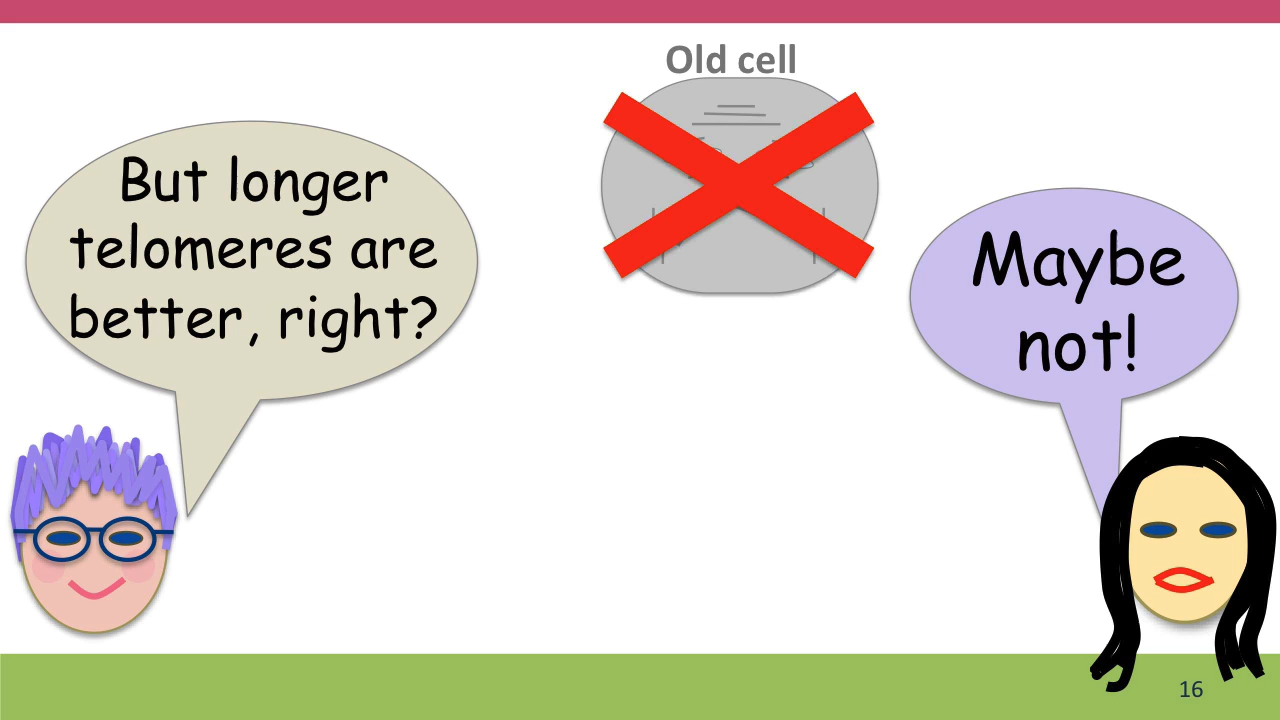 Old cell
But longer
telomeres are
better, right?
Maybe
not!
16